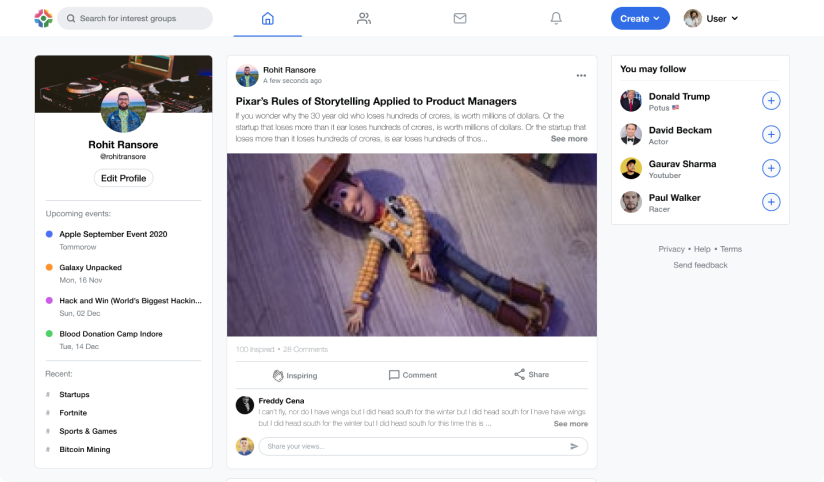 Search for interest groups
Create
User
Rohit Ransore
@rohitransore
Edit Profile
Upcoming events:
Apple September Event 2020
Tommorow
Galaxy Unpacked
Mon, 16 Nov
Hack and Win (World's Biggest Hackin...
Sun, 02 Dec
Blood Donation Camp Indore
Tue, 14 Dec
Recent:
# Startups
# Fortnite
# Sports & Games
# Bitcoin Mining
Rohit Ransore
A few seconds ago
Pixar's Rules of Storytelling Applied to Product Managers
If you wonder why the 30 year old who loses hundreds of crores, is worth millions of dollars. Or the
startup that loses more than it ear loses hundreds of crores, is worth millions of dollars. Or the startup that
loses more than it loses hundreds of crores, is ear loses hundreds of thos... See more
100 Inspired • 28 Comments
Inspiring
Comment
Share
Freddy Cena
I can't fly, nor do I have wings but I did head south for the winter but I did head south for I have have wings
but I did head south for the winter but I did head south for this time this is ... See more
Share your views...
You may follow
Donald Trump
Potus 🇺🇸
David Beckam
Actor
Gaurav Sharma
Youtuber
Paul Walker
Racer
Privacy • Help • Terms
Send feedback